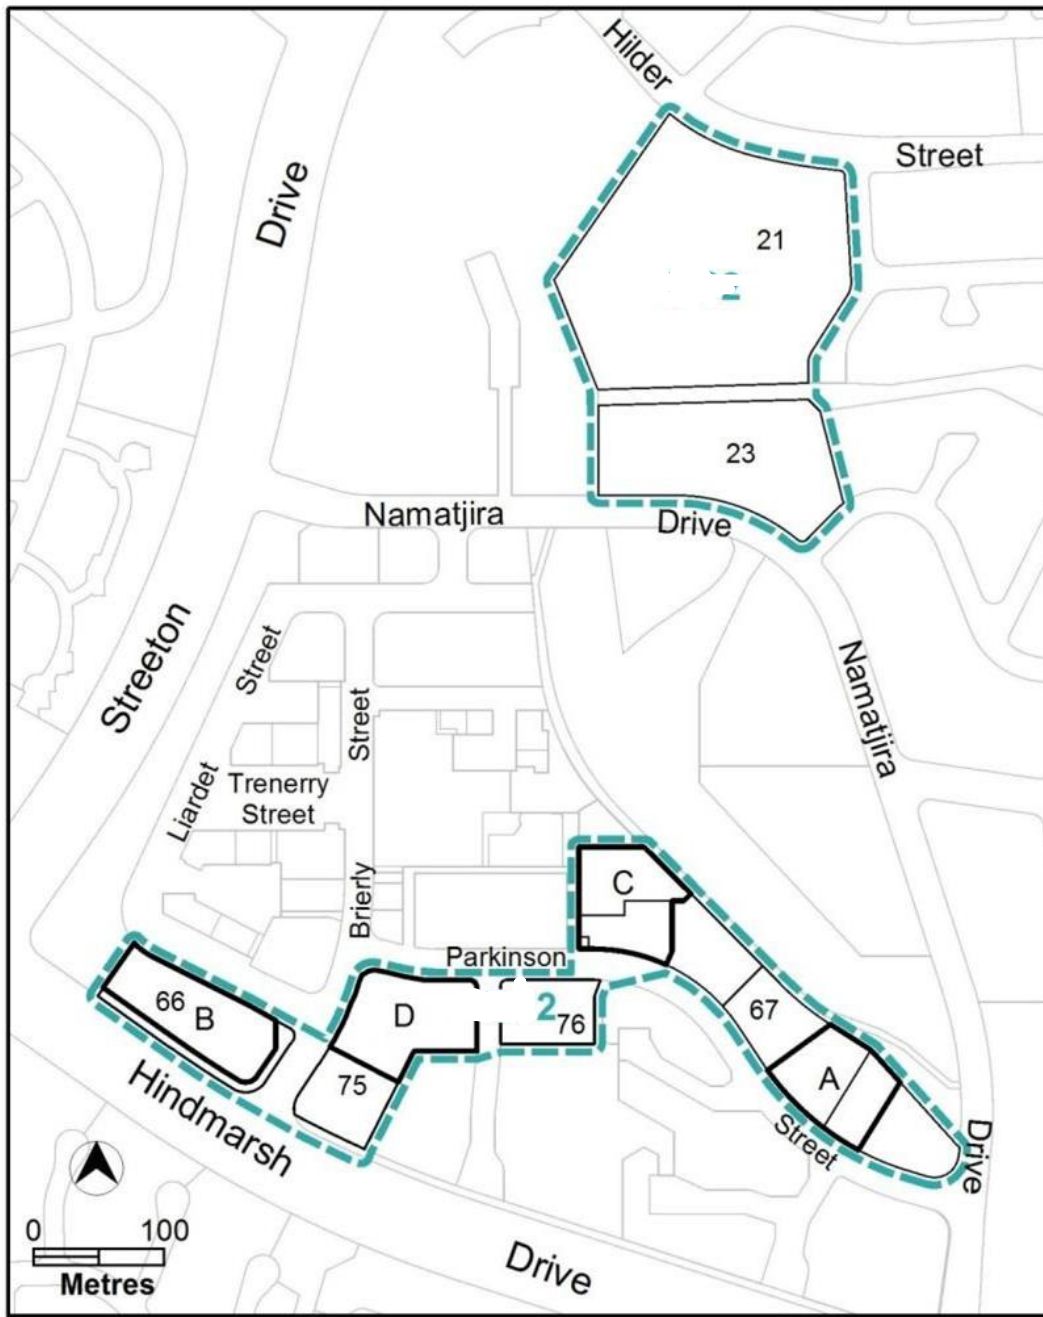 Hilder
Street
Drive
21
23
Namatjira
Drive
Streeton
Street
Street
Namatjira
Liardet
Trenerry
Street
Brierly
C
Parkinson
66
B
D
2
76
67
75
A
Street
Drive
Hindmarsh
Drive
0 100
Metres